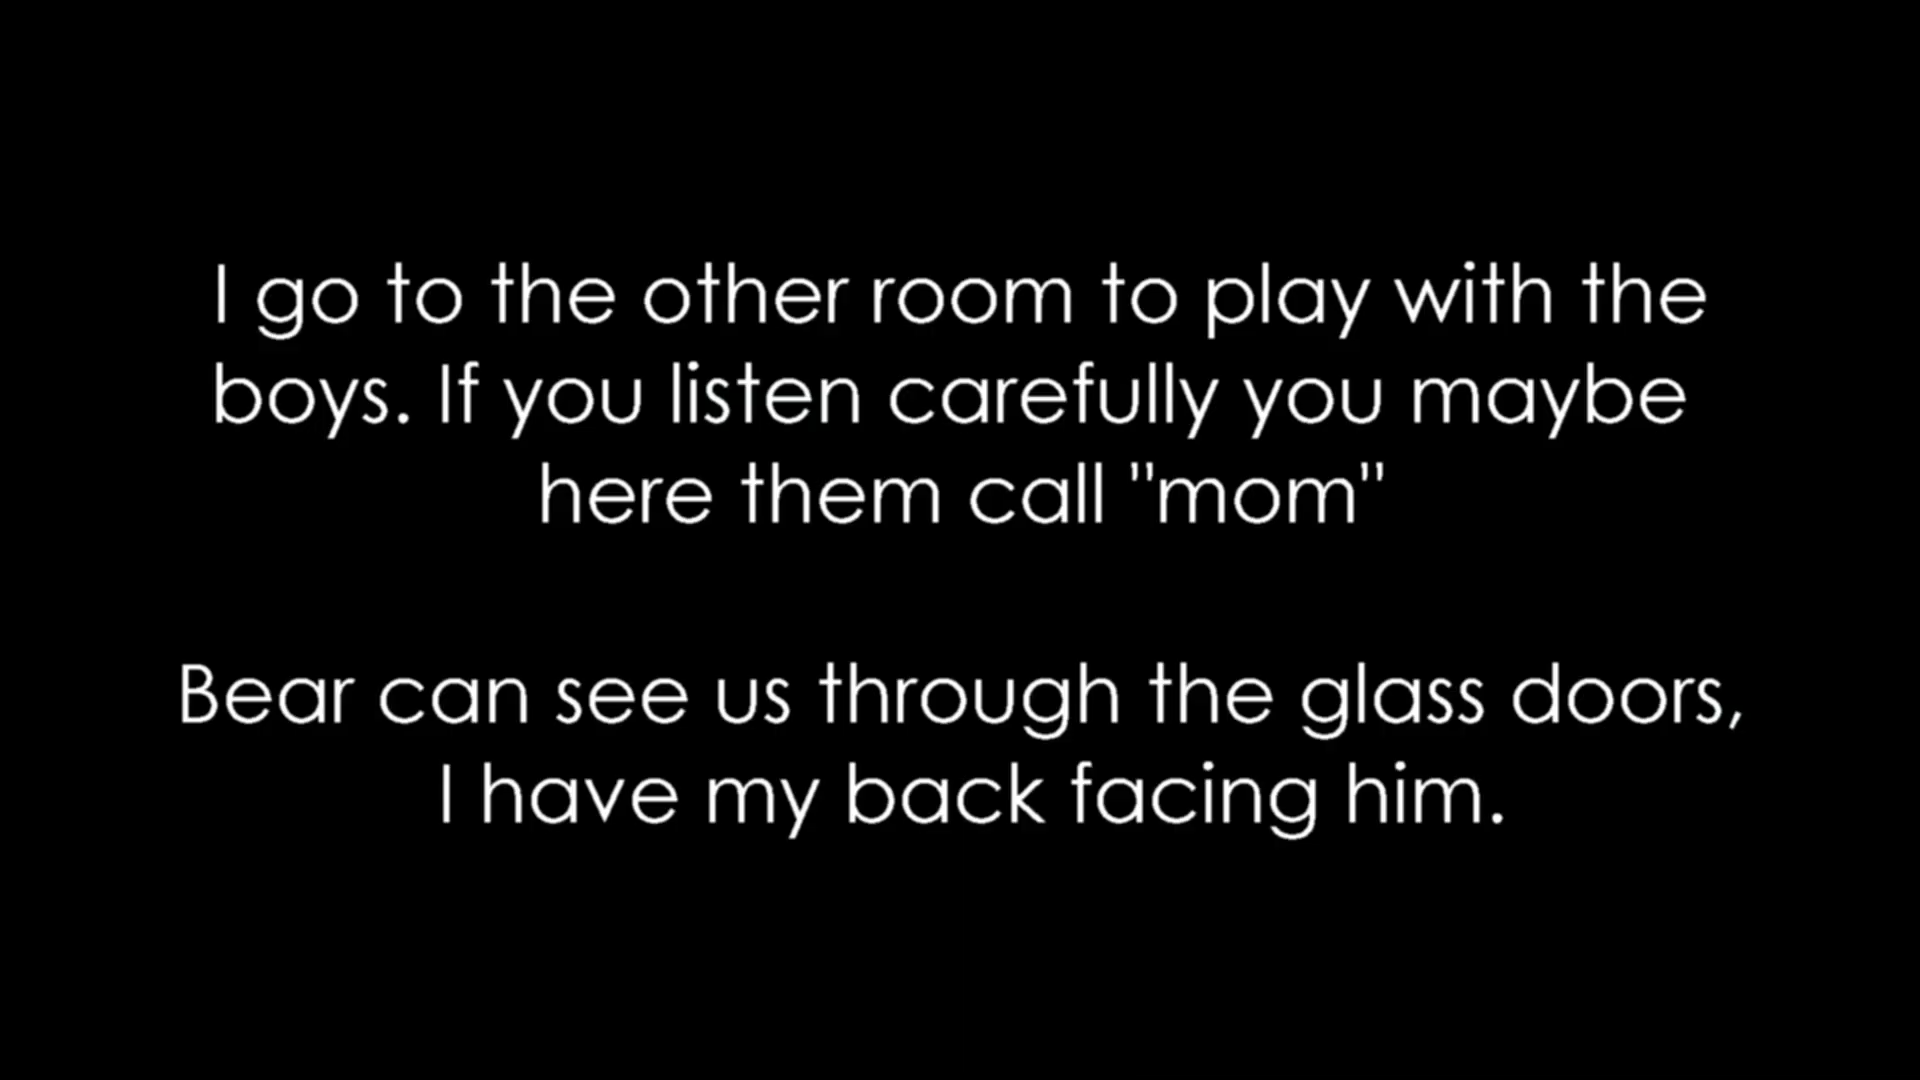 I go to the other room to play with the
boys. If you listen carefully you maybe
here them call "mom"
Bear can see us through the glass doors,
I have my back facing him.